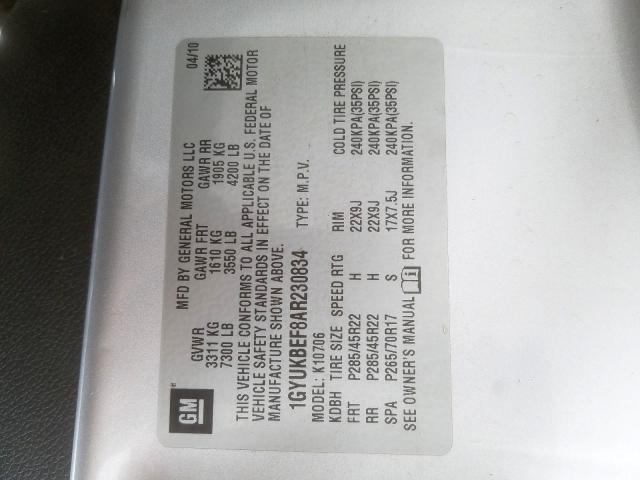 GM
MFD BY GENERAL MOTORS LLC 04/10
GVWR GAWR FRT GAWR RR
3311 KG 1610 KG 1905 KG
7300 LB 3550 LB 4200 LB
THIS VEHICLE CONFORMS TO ALL APPLICABLE U.S. FEDERAL MOTOR
VEHICLE SAFETY STANDARDS IN EFFECT ON THE DATE OF
MANUFACTURE SHOWN ABOVE.
1GYUKBEF8AR230834 TYPE: M.P.V.
MODEL: K10706
KDBH TIRE SIZE SPEED RTG RIM COLD TIRE PRESSURE
FRT P285/45R22 H 22X9J 240KPA(35PSI)
RR P285/45R22 H 22X9J 240KPA(35PSI)
SPA P265/70R17 S 17X7.5J 240KPA(35PSI)
SEE OWNER'S MANUAL FOR MORE INFORMATION.